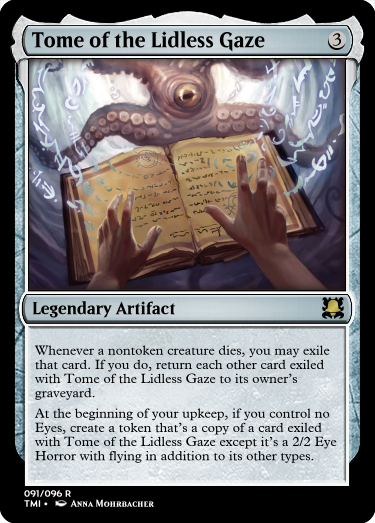 Tome of the Lidless Gaze 3
Legendary Artifact
Whenever a nontoken creature dies, you may exile
that card. If you do, return each other card exiled
with Tome of the Lidless Gaze to its owner's
graveyard.
At the beginning of your upkeep, if you control no
Eyes, create a token that's a copy of a card exiled
with Tome of the Lidless Gaze except it's a 2/2 Eye
Horror with flying in addition to its other types.
091/096 R
TMI • Anna Mohrbacher